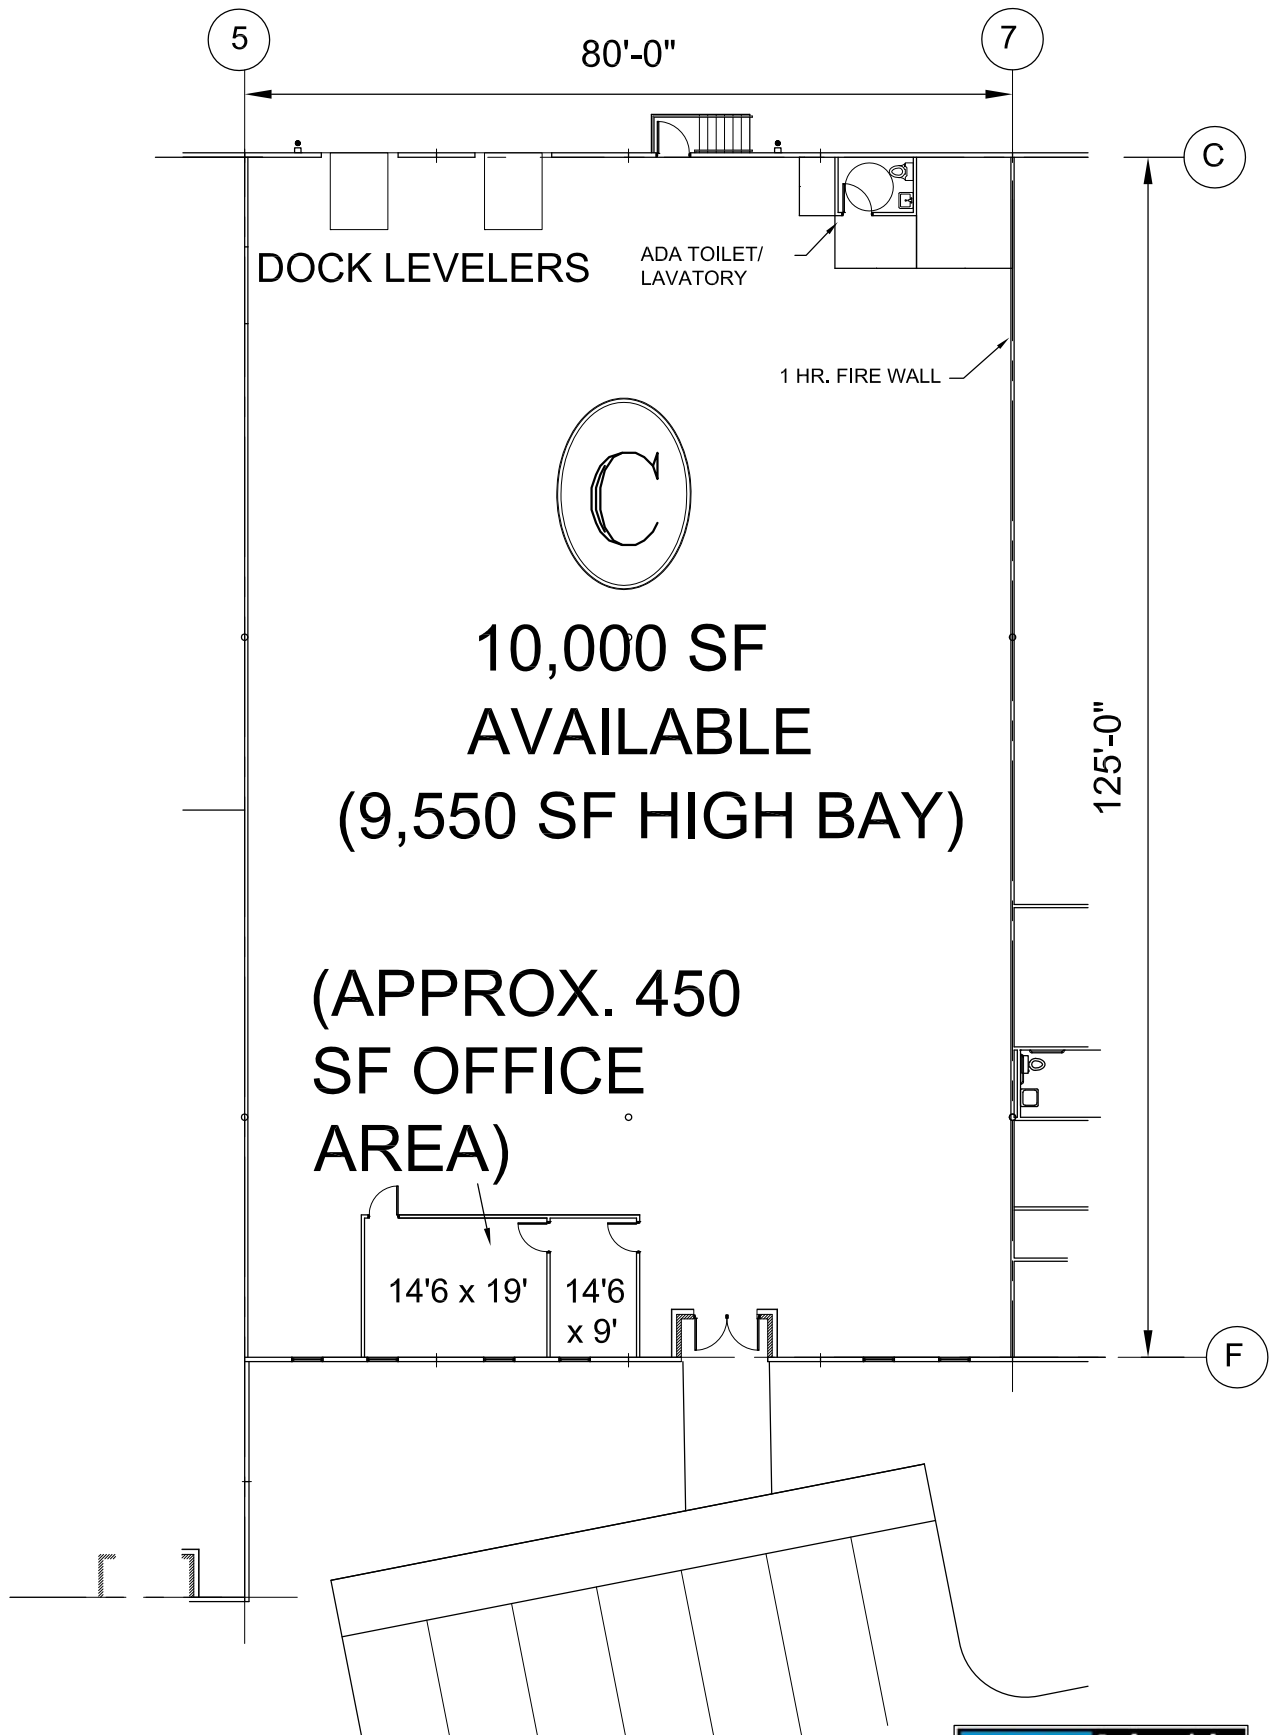 5
80'-0"
7
C
DOCK LEVELERS
ADA TOILET/
LAVATORY
1 HR. FIRE WALL
C
10,000 SF
AVAILABLE
(9,550 SF HIGH BAY)
125'-0"
(APPROX. 450
SF OFFICE
AREA)
14'6 x 19'
14'6
x 9'
F